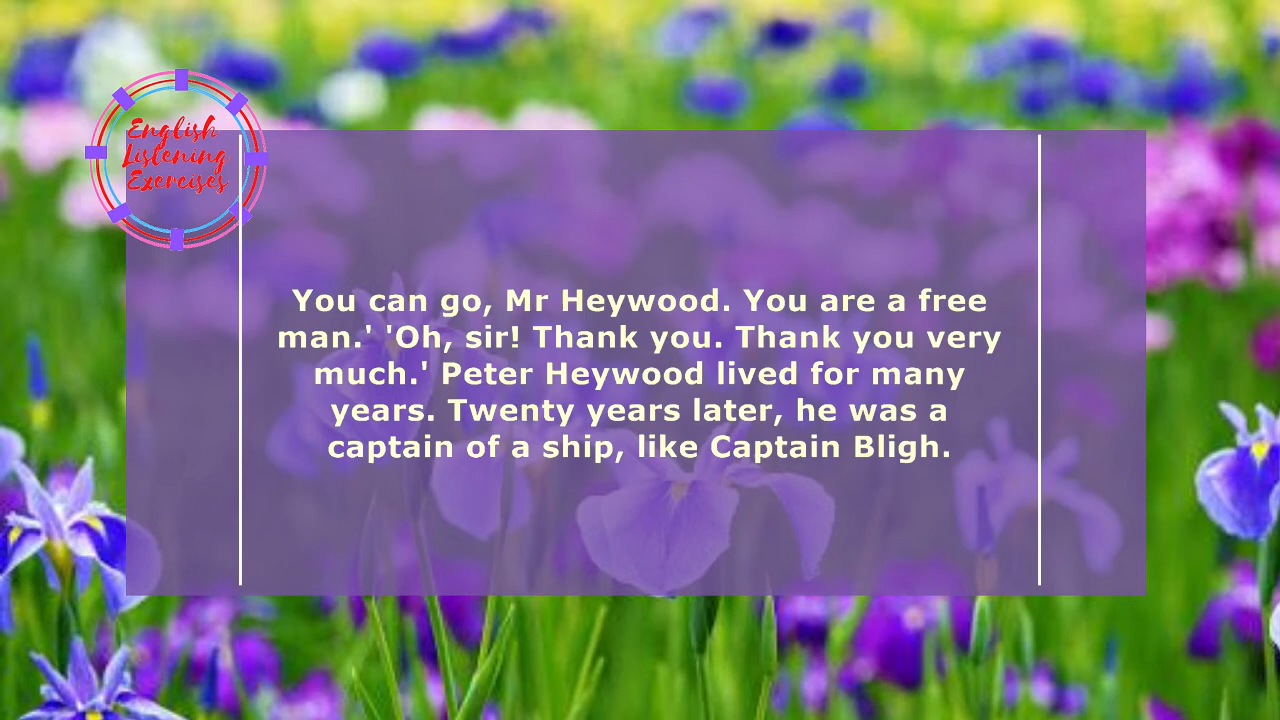 English
Listening
Exercises
You can go, Mr Heywood. You are a free
man.' 'Oh, sir! Thank you. Thank you very
much.' Peter Heywood lived for many
years. Twenty years later, he was a
captain of a ship, like Captain Bligh.